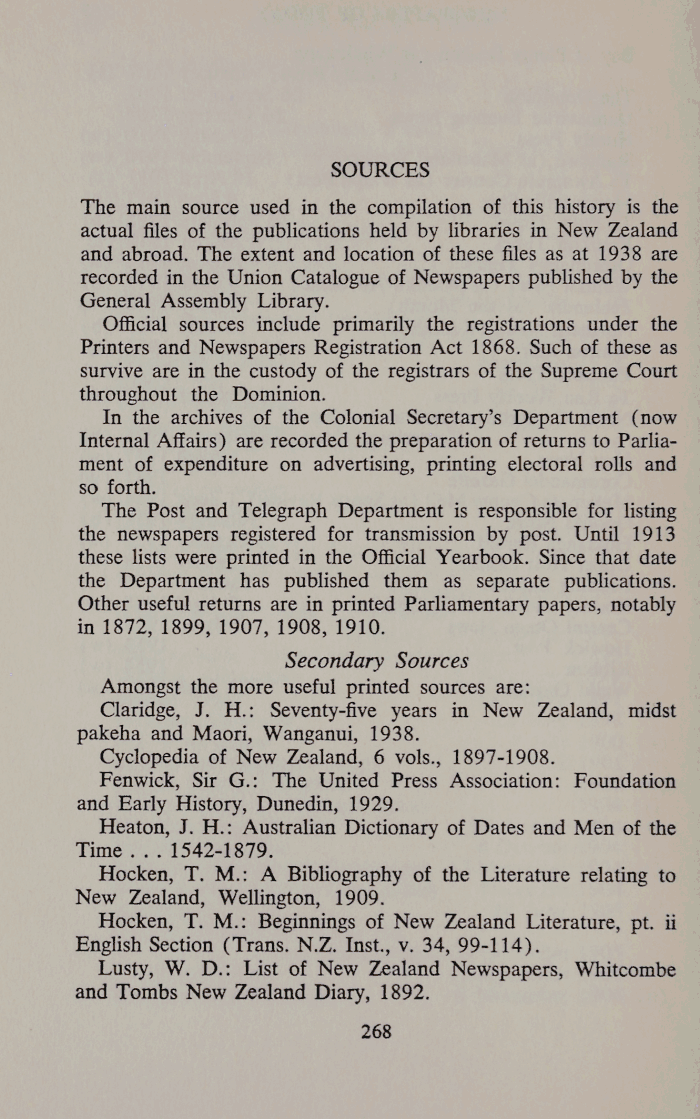 SOURCES
The main source used in the compilation of this history is the
actual files of the publications held by libraries in New Zealand
and abroad. The extent and location of these files as at 1938 are
recorded in the Union Catalogue of Newspapers published by the
General Assembly Library.
Official sources include primarily the registrations under the
Printers and Newspapers Registration Act 1868. Such of these as
survive are in the custody of the registrars of the Supreme Court
throughout the Dominion.
In the archives of the Colonial Secretary's Department (now
Internal Affairs) are recorded the preparation of returns to Parlia-
ment of expenditure on advertising, printing electoral rolls and
so forth.
The Post and Telegraph Department is responsible for listing
the newspapers registered for transmission by post. Until 1913
these lists were printed in the Official Yearbook. Since that date
the Department has published them as separate publications.
Other useful returns are in printed Parliamentary papers, notably
in 1872, 1899, 1907, 1908, 1910.
Secondary Sources
Amongst the more useful printed sources are:
Claridge, J. H.: Seventy-five years in New Zealand, midst
pakeha and Maori, Wanganui, 1938.
Cyclopedia of New Zealand, 6 vols., 1897-1908.
Fenwick, Sir G.: The United Press Association: Foundation
and Early History, Dunedin, 1929.
Heaton, J. H.: Australian Dictionary of Dates and Men of the
Time . . . 1542-1879.
Hocken, T. M.: A Bibliography of the Literature relating to
New Zealand, Wellington, 1909.
Hocken, T. M.: Beginnings of New Zealand Literature, pt. ii
English Section (Trans. N.Z. Inst., v. 34, 99-114).
Lusty, W. D.: List of New Zealand Newspapers, Whitcombe
and Tombs New Zealand Diary, 1892.
268